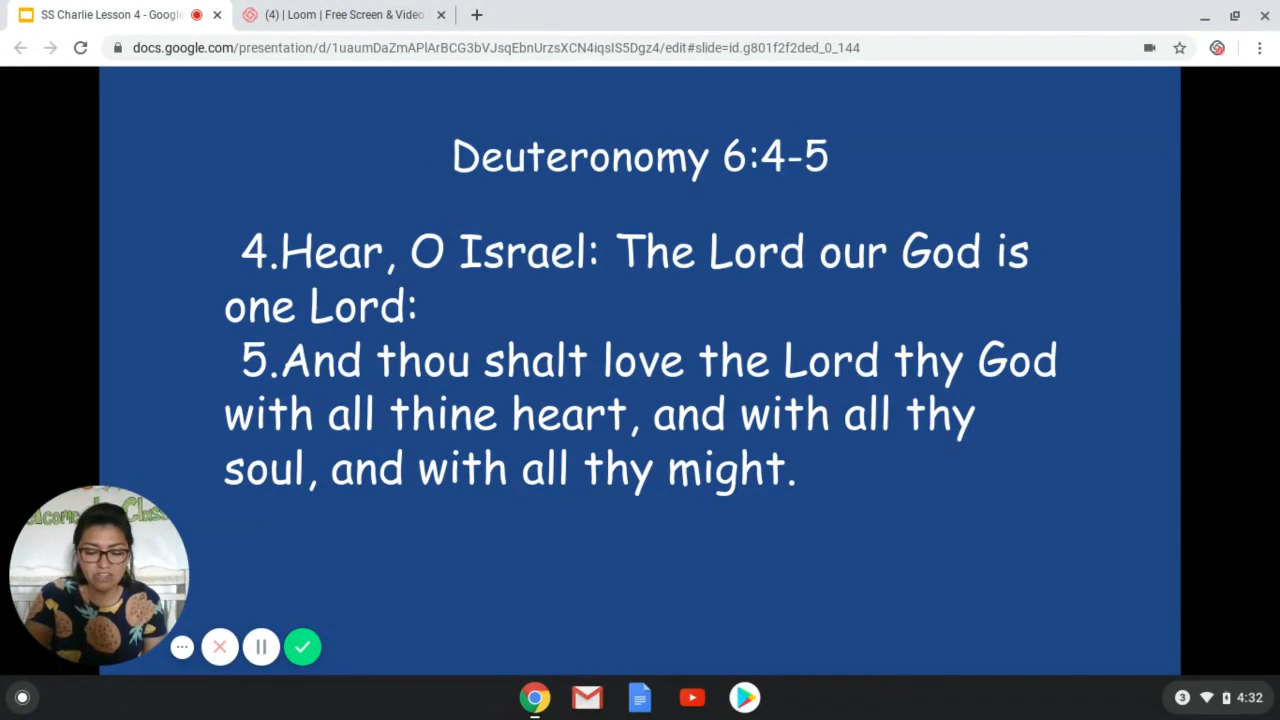 SS Charlie Lesson 4 - Google
(4) | Loom | Free Screen & Video
docs.google.com/presentation/d/1uaumDaZmAPlArBCG3bVJsqEbnUrzsXCN4iqsIS5Dgz4/edit#slide=id.g801f2f2ded_0_144
Deuteronomy 6:4-5
4.Hear, O Israel: The Lord our God is
one Lord:
5.And thou shalt love the Lord thy God
with all thine heart, and with all thy
soul, and with all thy might.
3
4:32